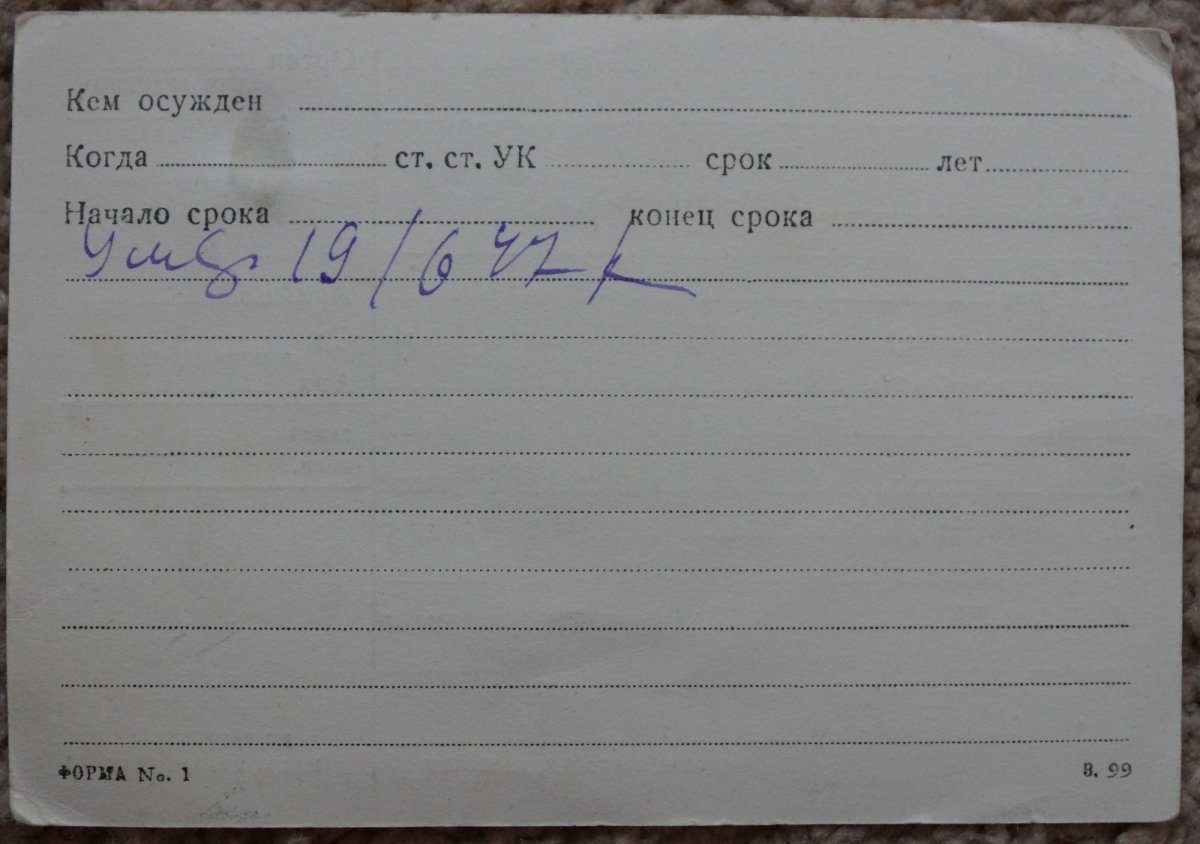 Кем осужден
Когда ст. ст. УК срок лет
Начало срока конец срока
19/6 47
ФОРМА No. 1 В. 99